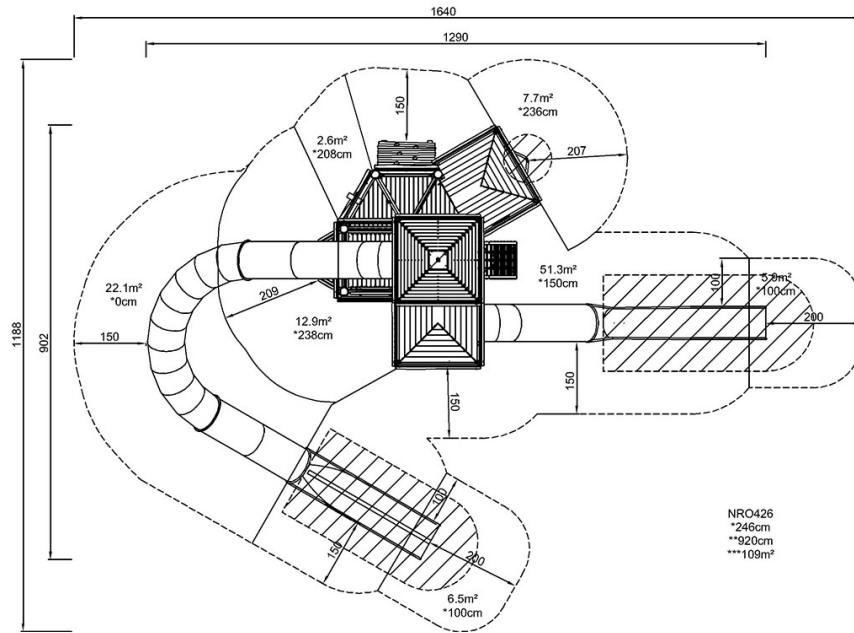 1640
1290
7.7m²
*236cm
150
2.6m²
*208cm
207
1188
902
22.1m²
*0cm
209
51.3m²
*150cm
100
5.9m²
*100cm
150
12.9m²
*238cm
200
150
150
100
150
200
6.5m²
*100cm
NRO426
*246cm
**920cm
***109m²